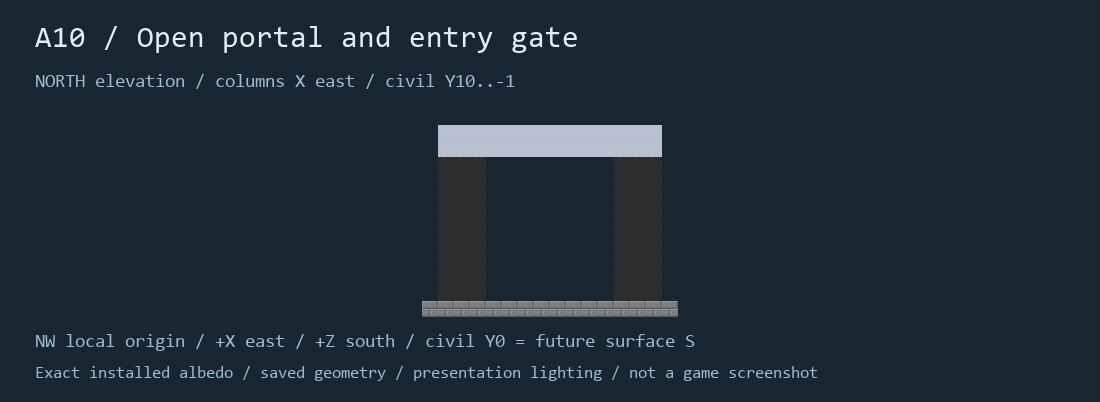 A10 / Open portal and entry gate
NORTH elevation / columns X east / civil Y10..-1
NW local origin / +X east / +Z south / civil Y0 = future surface S
Exact installed albedo / saved geometry / presentation lighting / not a game screenshot